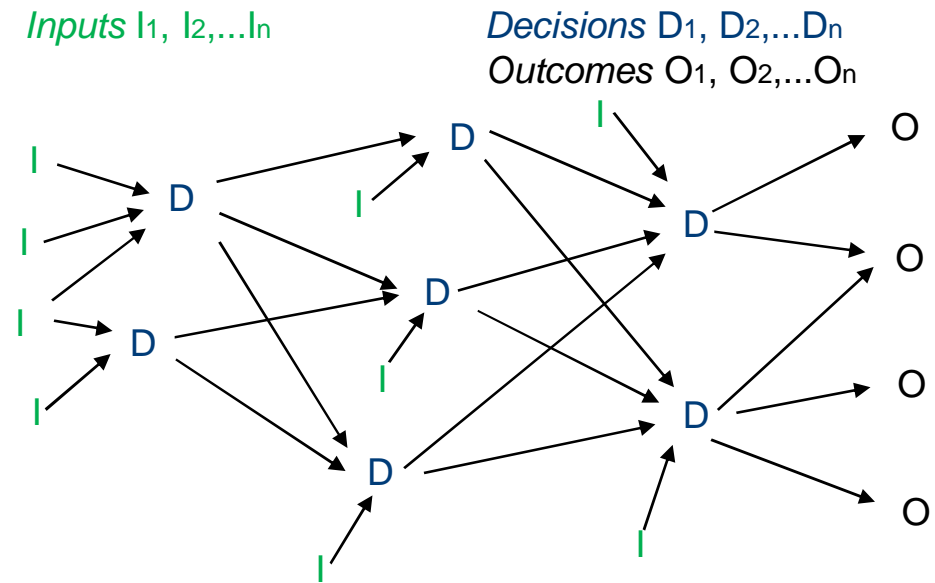 Inputs I1, I2,...In
Decisions D1, D2,...Dn
Outcomes O1, O2,...On
I
D
O
I
I
D
D
I
D
O
I
D
I
O
I
D
D
I
O
I
I